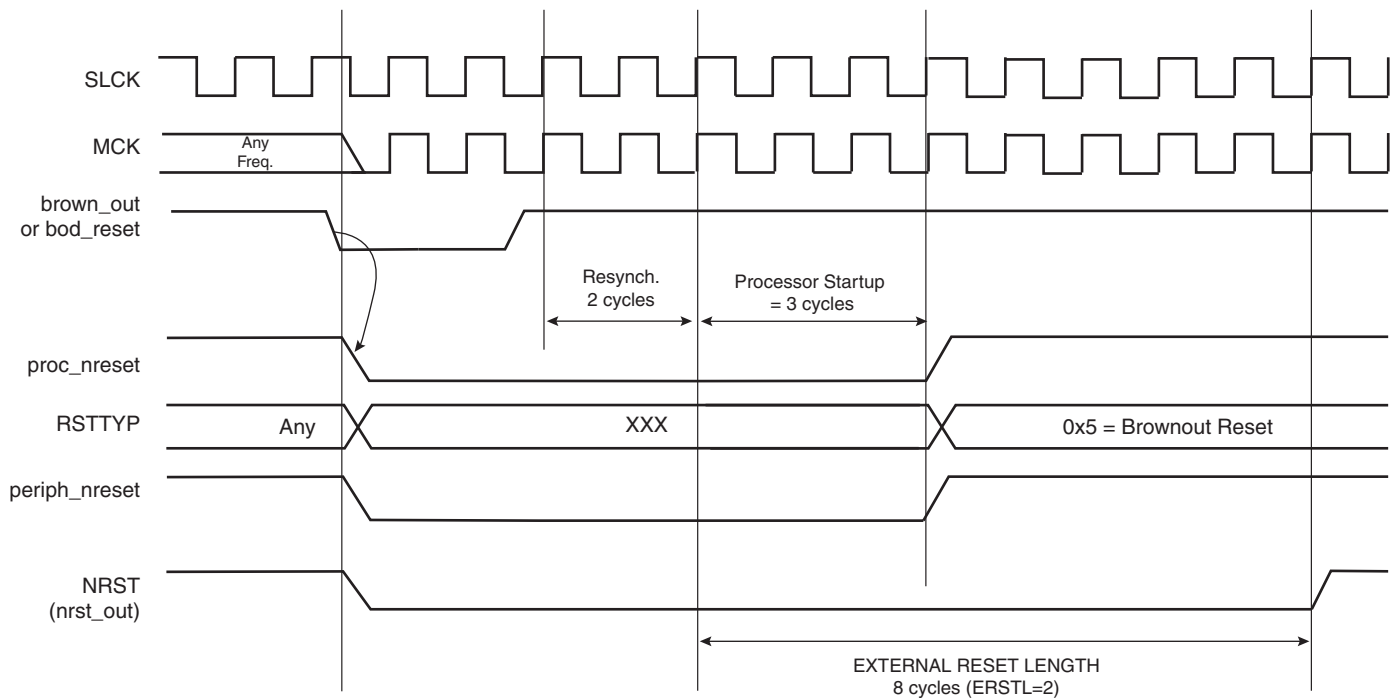 SLCK
MCK
Any
Freq.
brown_out
or bod_reset
Resynch.
2 cycles
Processor Startup
= 3 cycles
proc_nreset
RSTTYP
Any
XXX
0x5 = Brownout Reset
periph_nreset
NRST
(nrst_out)
EXTERNAL RESET LENGTH
8 cycles (ERSTL=2)